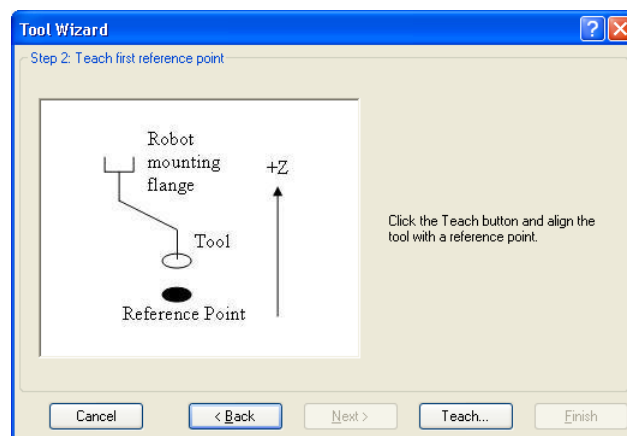 Tool Wizard
Step 2: Teach first reference point
Robot
mounting
flange
+Z
Tool
Reference Point
Click the Teach button and align the
tool with a reference point.
Cancel
< Back
Next >
Teach...
Finish